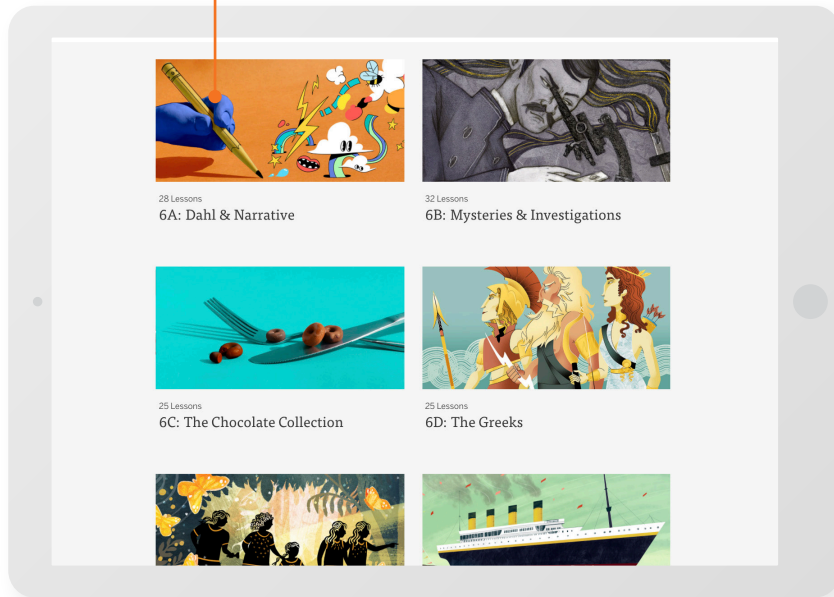 28 Lessons
6A: Dahl & Narrative
32 Lessons
6B: Mysteries & Investigations
25 Lessons
6C: The Chocolate Collection
25 Lessons
6D: The Greeks